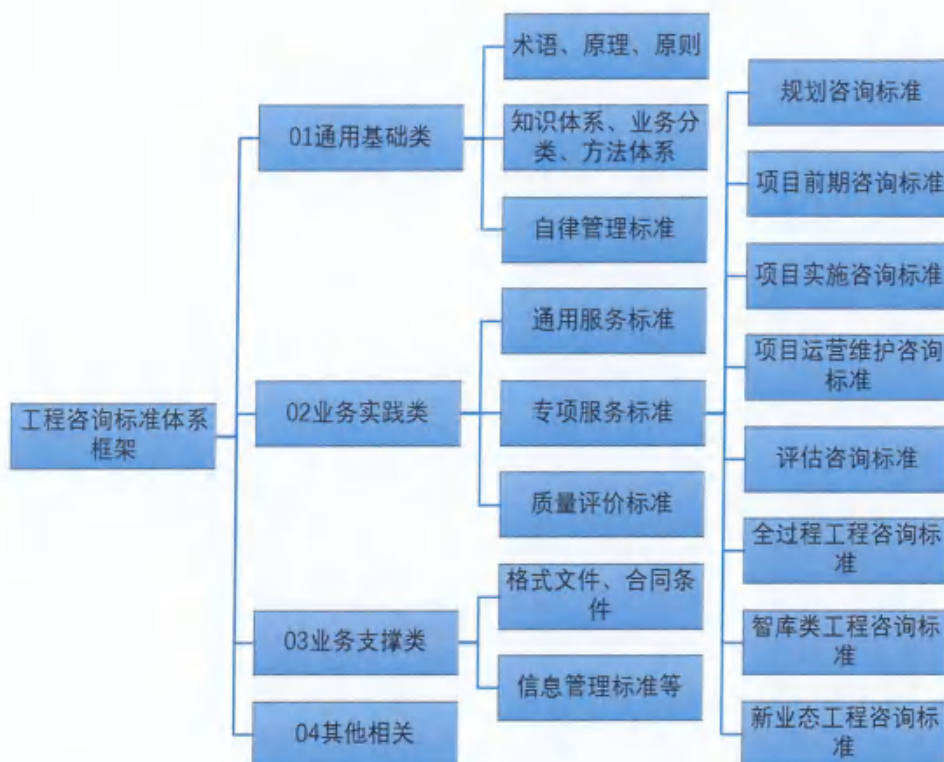 工程咨询标准体系
框架
01通用基础类
术语、原理、原则
知识体系、业务分
类、方法体系
自律管理标准
02业务实践类
通用服务标准
专项服务标准
规划咨询标准
项目前期咨询标准
项目实施咨询标准
项目运营维护咨询
标准
评估咨询标准
全过程工程咨询标
准
智库类工程咨询标
准
新业态工程咨询标
准
质量评价标准
03业务支撑类
格式文件、合同条
件
信息管理标准等
04其他相关